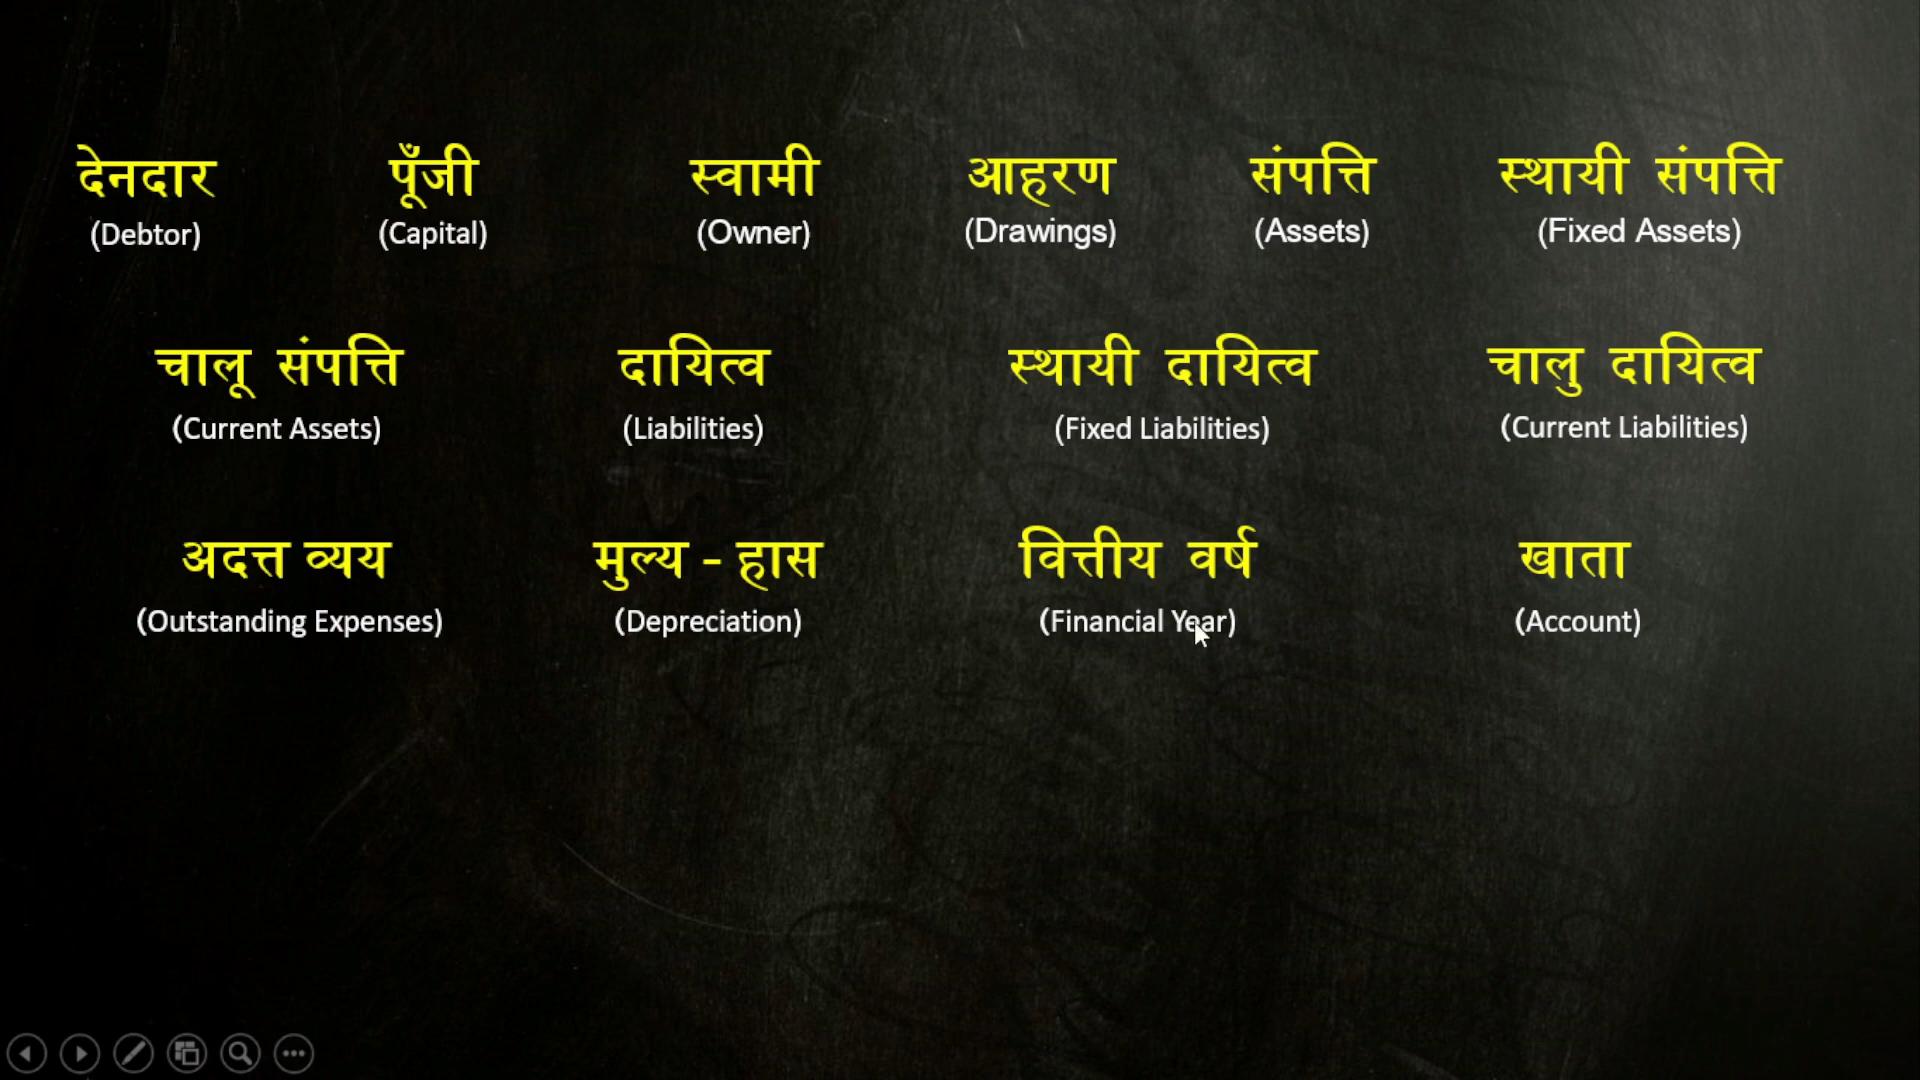 देनदार पूँजी स्वामी आहरण संपत्ति स्थायी संपत्ति
(Debtor) (Capital) (Owner) (Drawings) (Assets) (Fixed Assets)
चालू संपत्ति दायित्व स्थायी दायित्व चालु दायित्व
(Current Assets) (Liabilities) (Fixed Liabilities) (Current Liabilities)
अदत्त व्यय मुल्य - हास वित्तीय वर्ष खाता
(Outstanding Expenses) (Depreciation) (Financial Year) (Account)